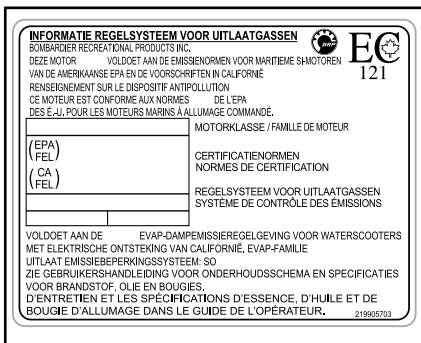 INFORMATIE REGELSYSTEEM VOOR UITLAATGASSEN
BOMBARDIER RECREATIONAL PRODUCTS INC.
DEZE MOTOR VOLDOET AAN DE EMISSIENORMEN VOOR MARITIEME SI-MOTOREN
VAN DE AMERIKAANSE EPA EN DE VOORSCHRIFTEN IN CALIFORNIË
RENSEIGNEMENT SUR LE DISPOSITIF ANTIPOLLUTION
CE MOTEUR EST CONFORME AUX NORMES DE L'EPA
DES É.-U. POUR LES MOTEURS MARINS À ALLUMAGE COMMANDÉ.
BRP
EC
121
MOTORKLASSE / FAMILLE DE MOTEUR
(EPA FEL)
CERTIFICATIENORMEN
NORMES DE CERTIFICATION
(CA FEL)
REGELSYSTEEM VOOR UITLAATGASSEN
SYSTÈME DE CONTRÔLE DES ÉMISSIONS
VOLDOET AAN DE EVAP-DAMPEMISSIEREGELGEVING VOOR WATERSCOOTERS
MET ELEKTRISCHE ONTSTEKING VAN CALIFORNIË, EVAP-FAMILIE
UITLAAT EMISSIEBEPERKINGSSYSTEEM: SO
ZIE GEBRUIKERSHANDLEIDING VOOR ONDERHOUDSSCHEMA EN SPECIFICATIES
VOOR BRANDSTOF, OLIE EN BOUGIES.
D'ENTRETIEN ET LES SPÉCIFICATIONS D'ESSENCE, D'HUILE ET DE
BOUGIE D'ALLUMAGE DANS LE GUIDE DE L'OPÉRATEUR.
219905703